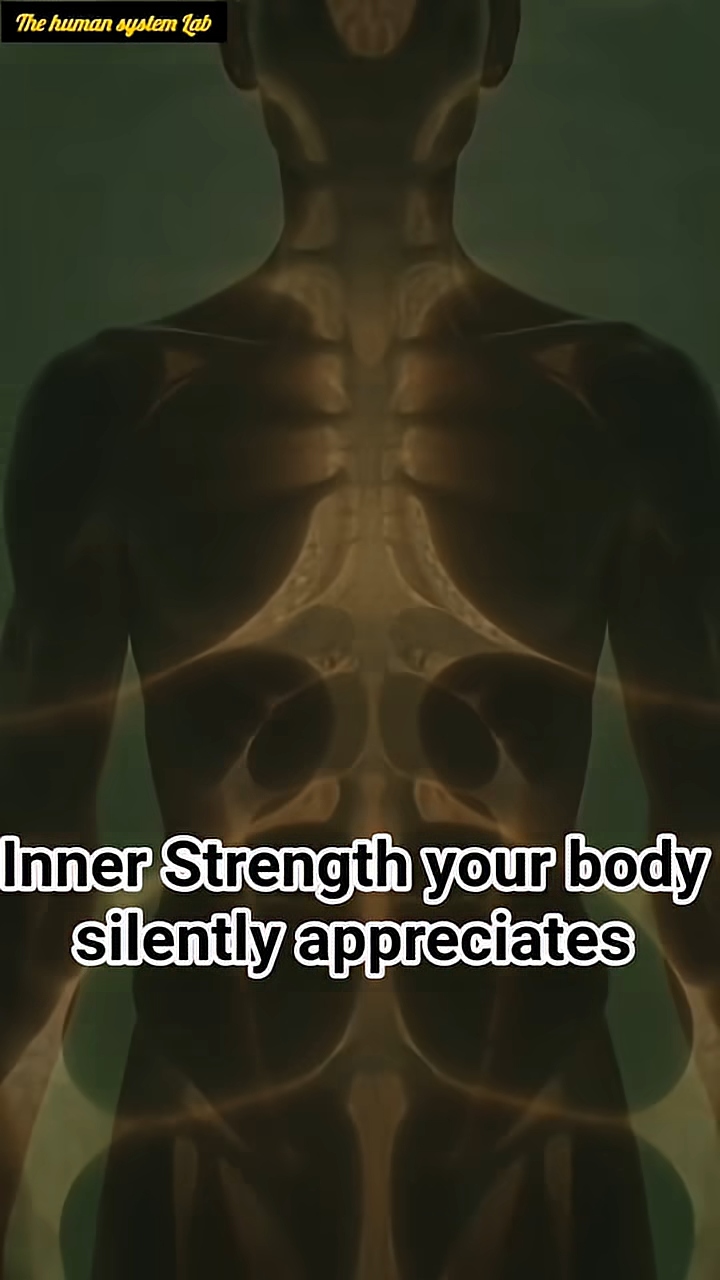 The human system Lab
Inner Strength your body
silently appreciates